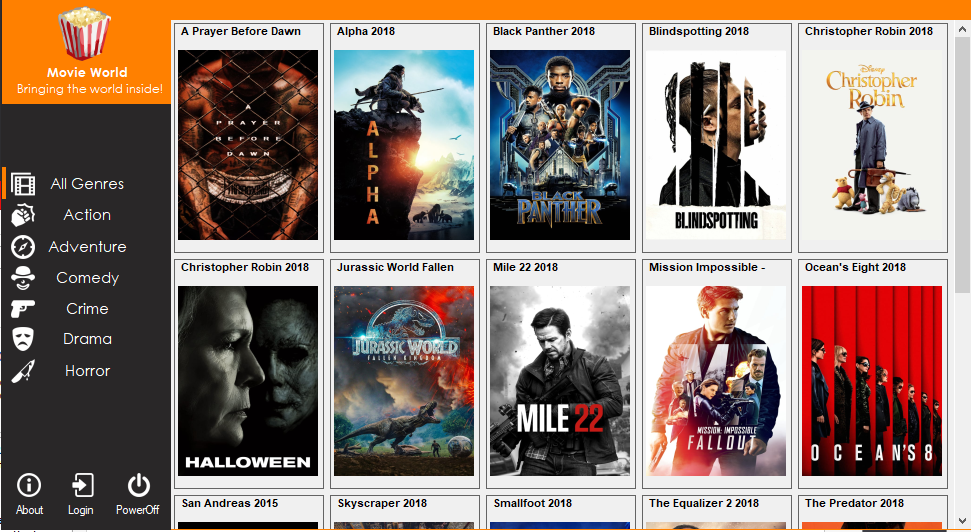 Movie World
Bringing the world inside!
All Genres
Action
Adventure
Comedy
Crime
Drama
Horror
About
Login
PowerOff
A Prayer Before Dawn
A
PRAYER
BEFORE
DAWN
Alpha 2018
ALPHA
Black Panther 2018
BLACK
PANTHER
Blindspotting 2018
BLINDSPOTTING
Christopher Robin 2018
Disney
Christopher
Robin
Christopher Robin 2018
HALLOWEEN
Jurassic World Fallen
JURASSIC WORLD
FALLEN KINGDOM
Mile 22 2018
MILE 22
Mission Impossible -
MISSION: IMPOSSIBLE
FALLOUT
Ocean's Eight 2018
OCEAN'S 8
San Andreas 2015
Skyscraper 2018
Smallfoot 2018
The Equalizer 2 2018
The Predator 2018